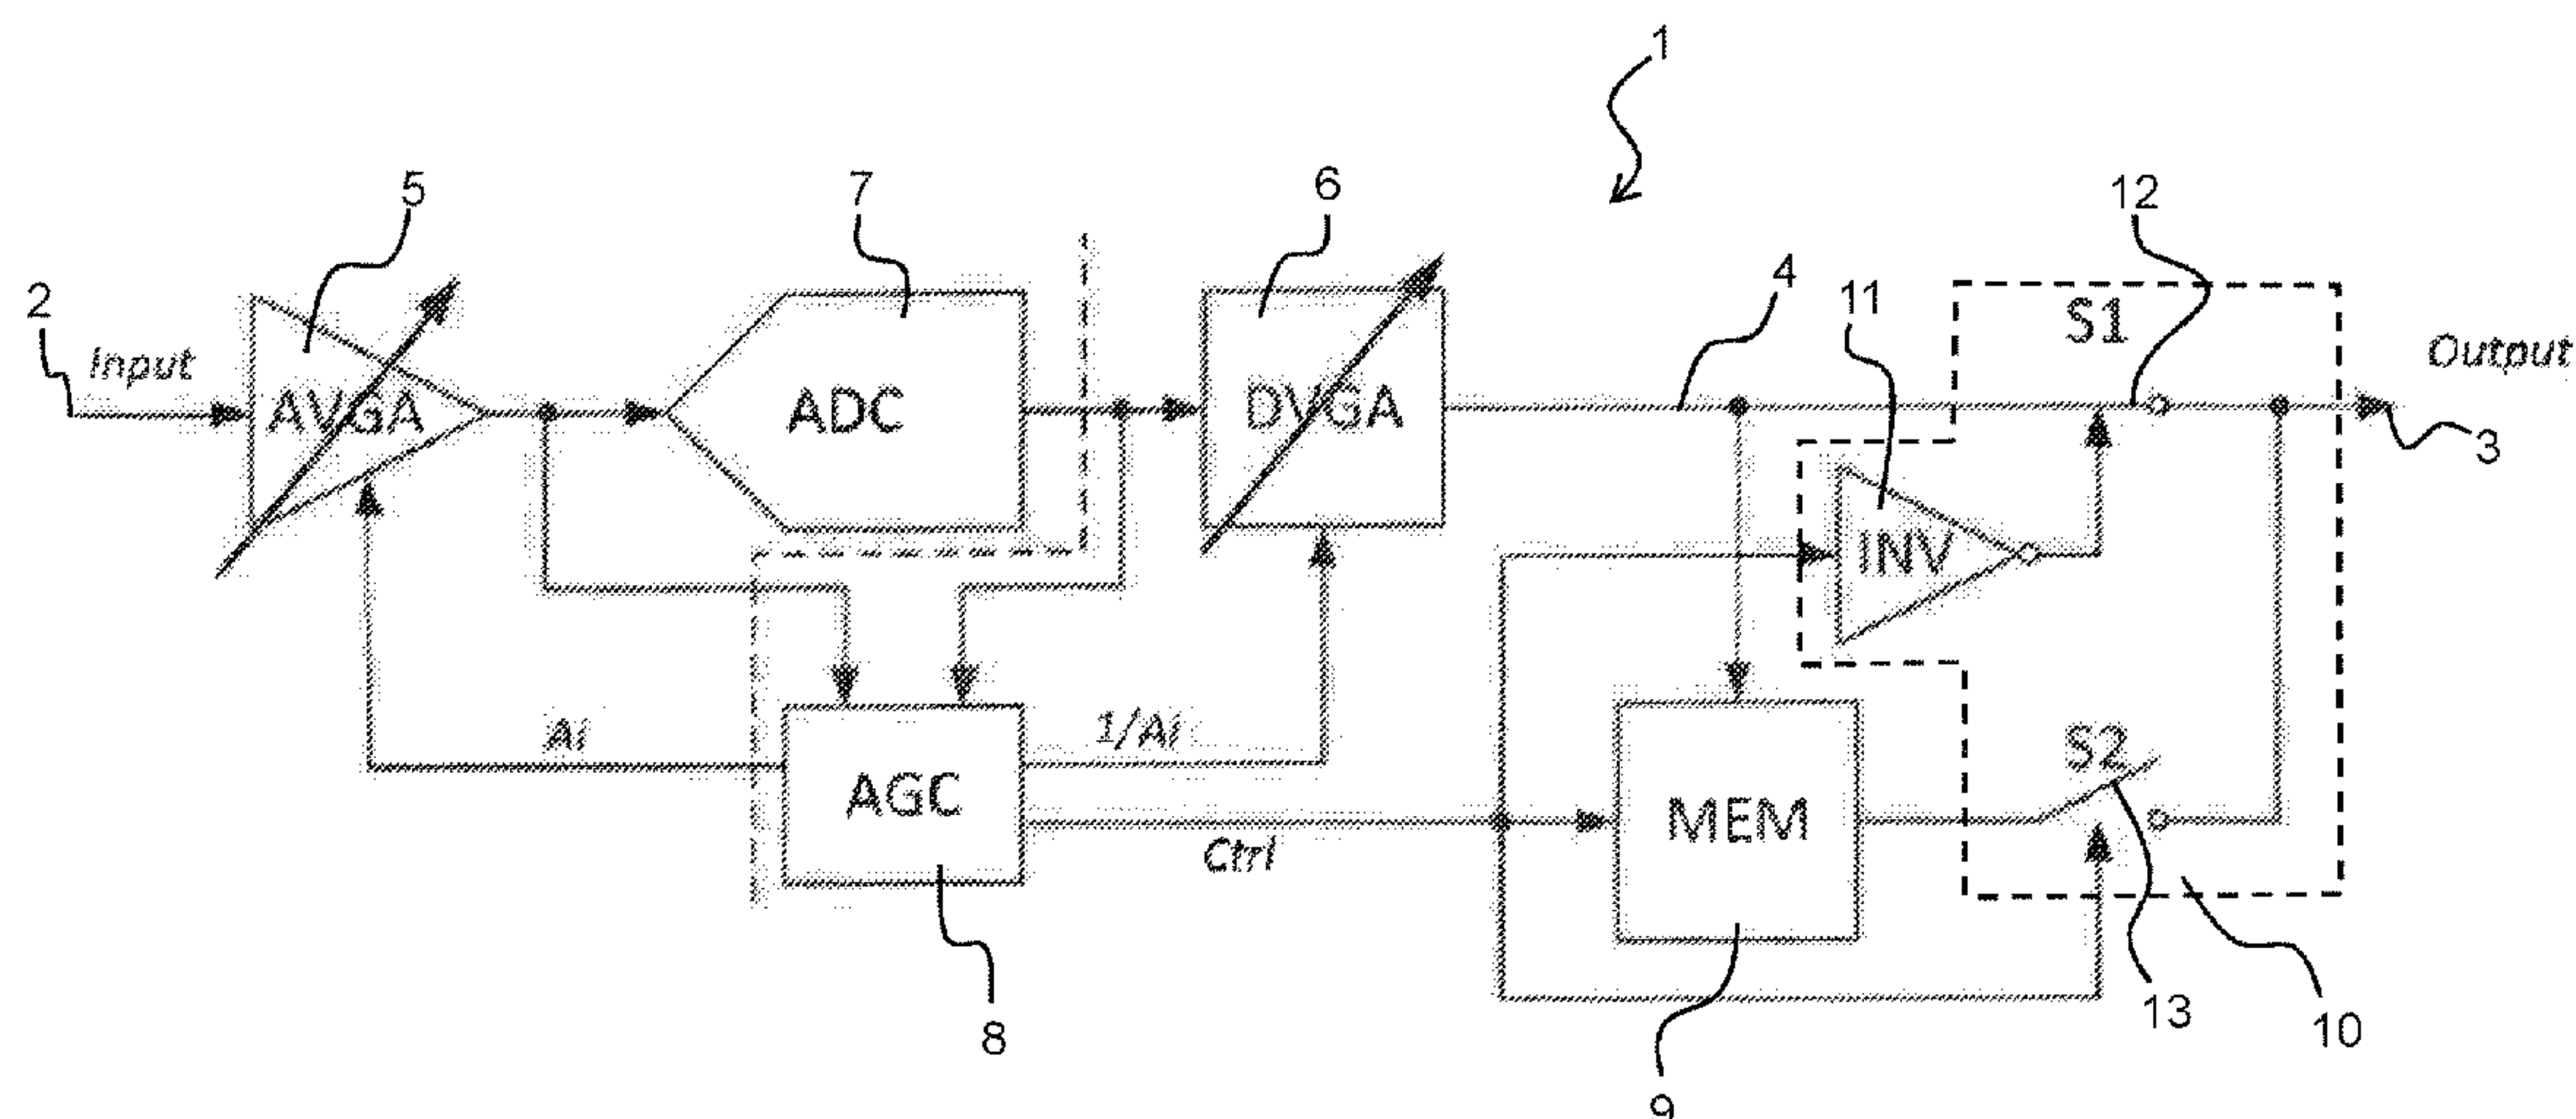 1
5
7
6
12
2
Input
4
11
S1
Output
AVGA
ADC
DVGA
3
INV
Ai
1/Ai
S2
AGC
MEM
Ctrl
13
10
8
9